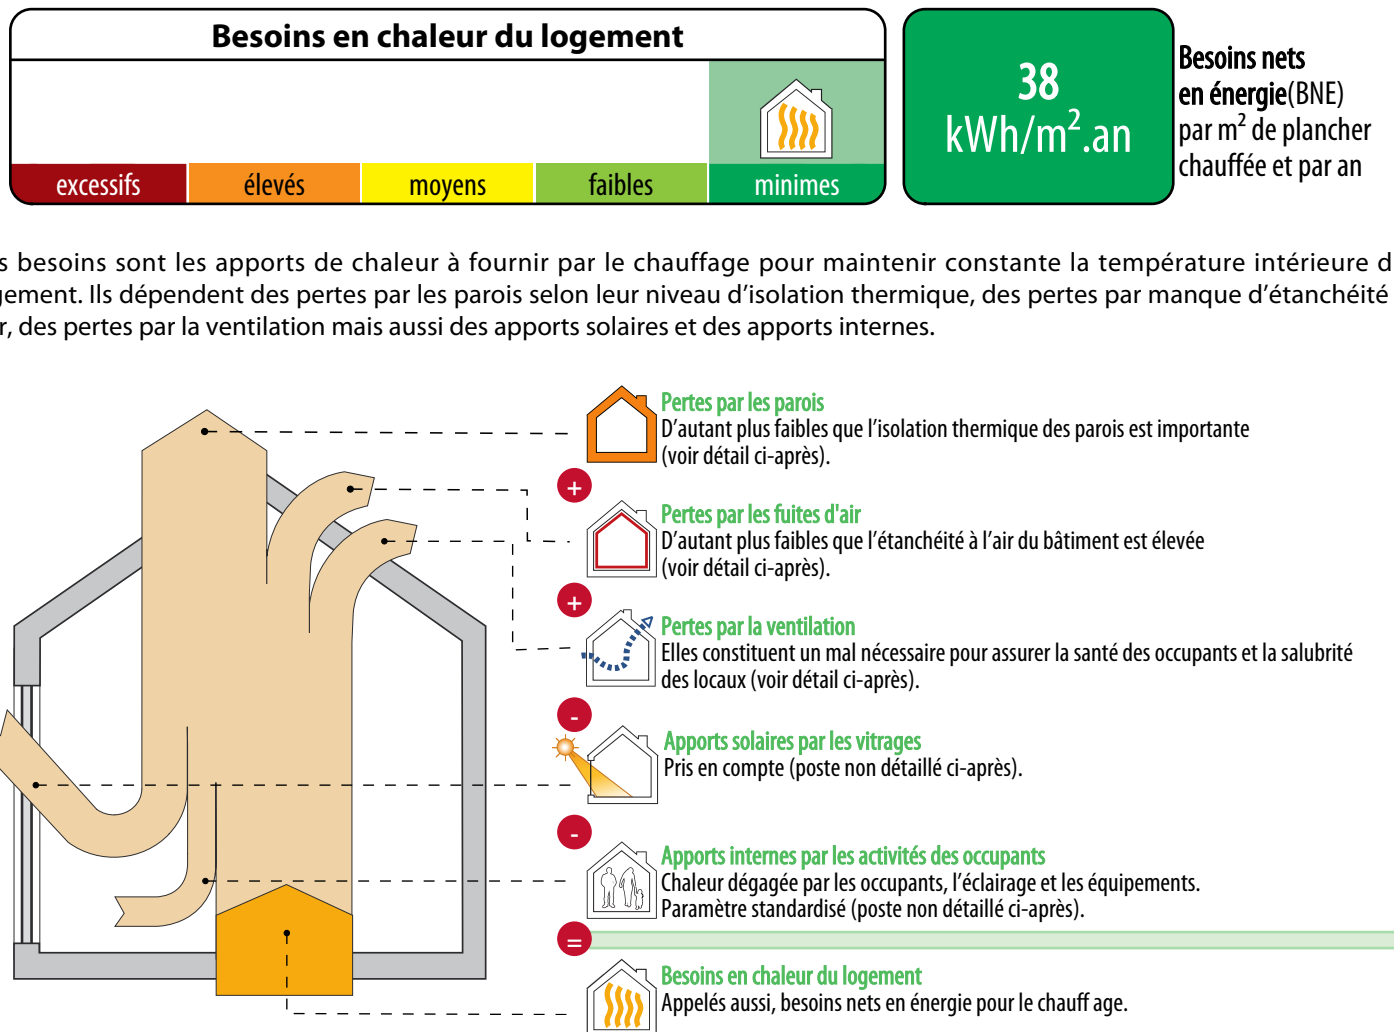 Besoins en chaleur du logement
excessifs
élevés
moyens
faibles
minimes
38
kWh/m².an
Besoins nets
en énergie(BNE)
par m² de plancher
chauffée et par an
besoins sont les apports de chaleur à fournir par le chauffage pour maintenir constante la température intérieure
Ils dépendent des pertes par les parois selon leur niveau d’isolation thermique, des pertes par manque d’étanchéité
des pertes par la ventilation mais aussi des apports solaires et des apports internes.
Pertes par les parois
D’autant plus faibles que l’isolation thermique des parois est importante
(voir détail ci-après).
+
Pertes par les fuites d'air
D’autant plus faibles que l’étanchéité à l’air du bâtiment est élevée
(voir détail ci-après).
+
Pertes par la ventilation
Elles constituent un mal nécessaire pour assurer la santé des occupants et la salubrité
des locaux (voir détail ci-après).
-
Apports solaires par les vitrages
Pris en compte (poste non détaillé ci-après).
-
Apports internes par les activités des occupants
Chaleur dégagée par les occupants, l’éclairage et les équipements.
Paramètre standardisé (poste non détaillé ci-après).
=
Besoins en chaleur du logement
Appelés aussi, besoins nets en énergie pour le chauff age.